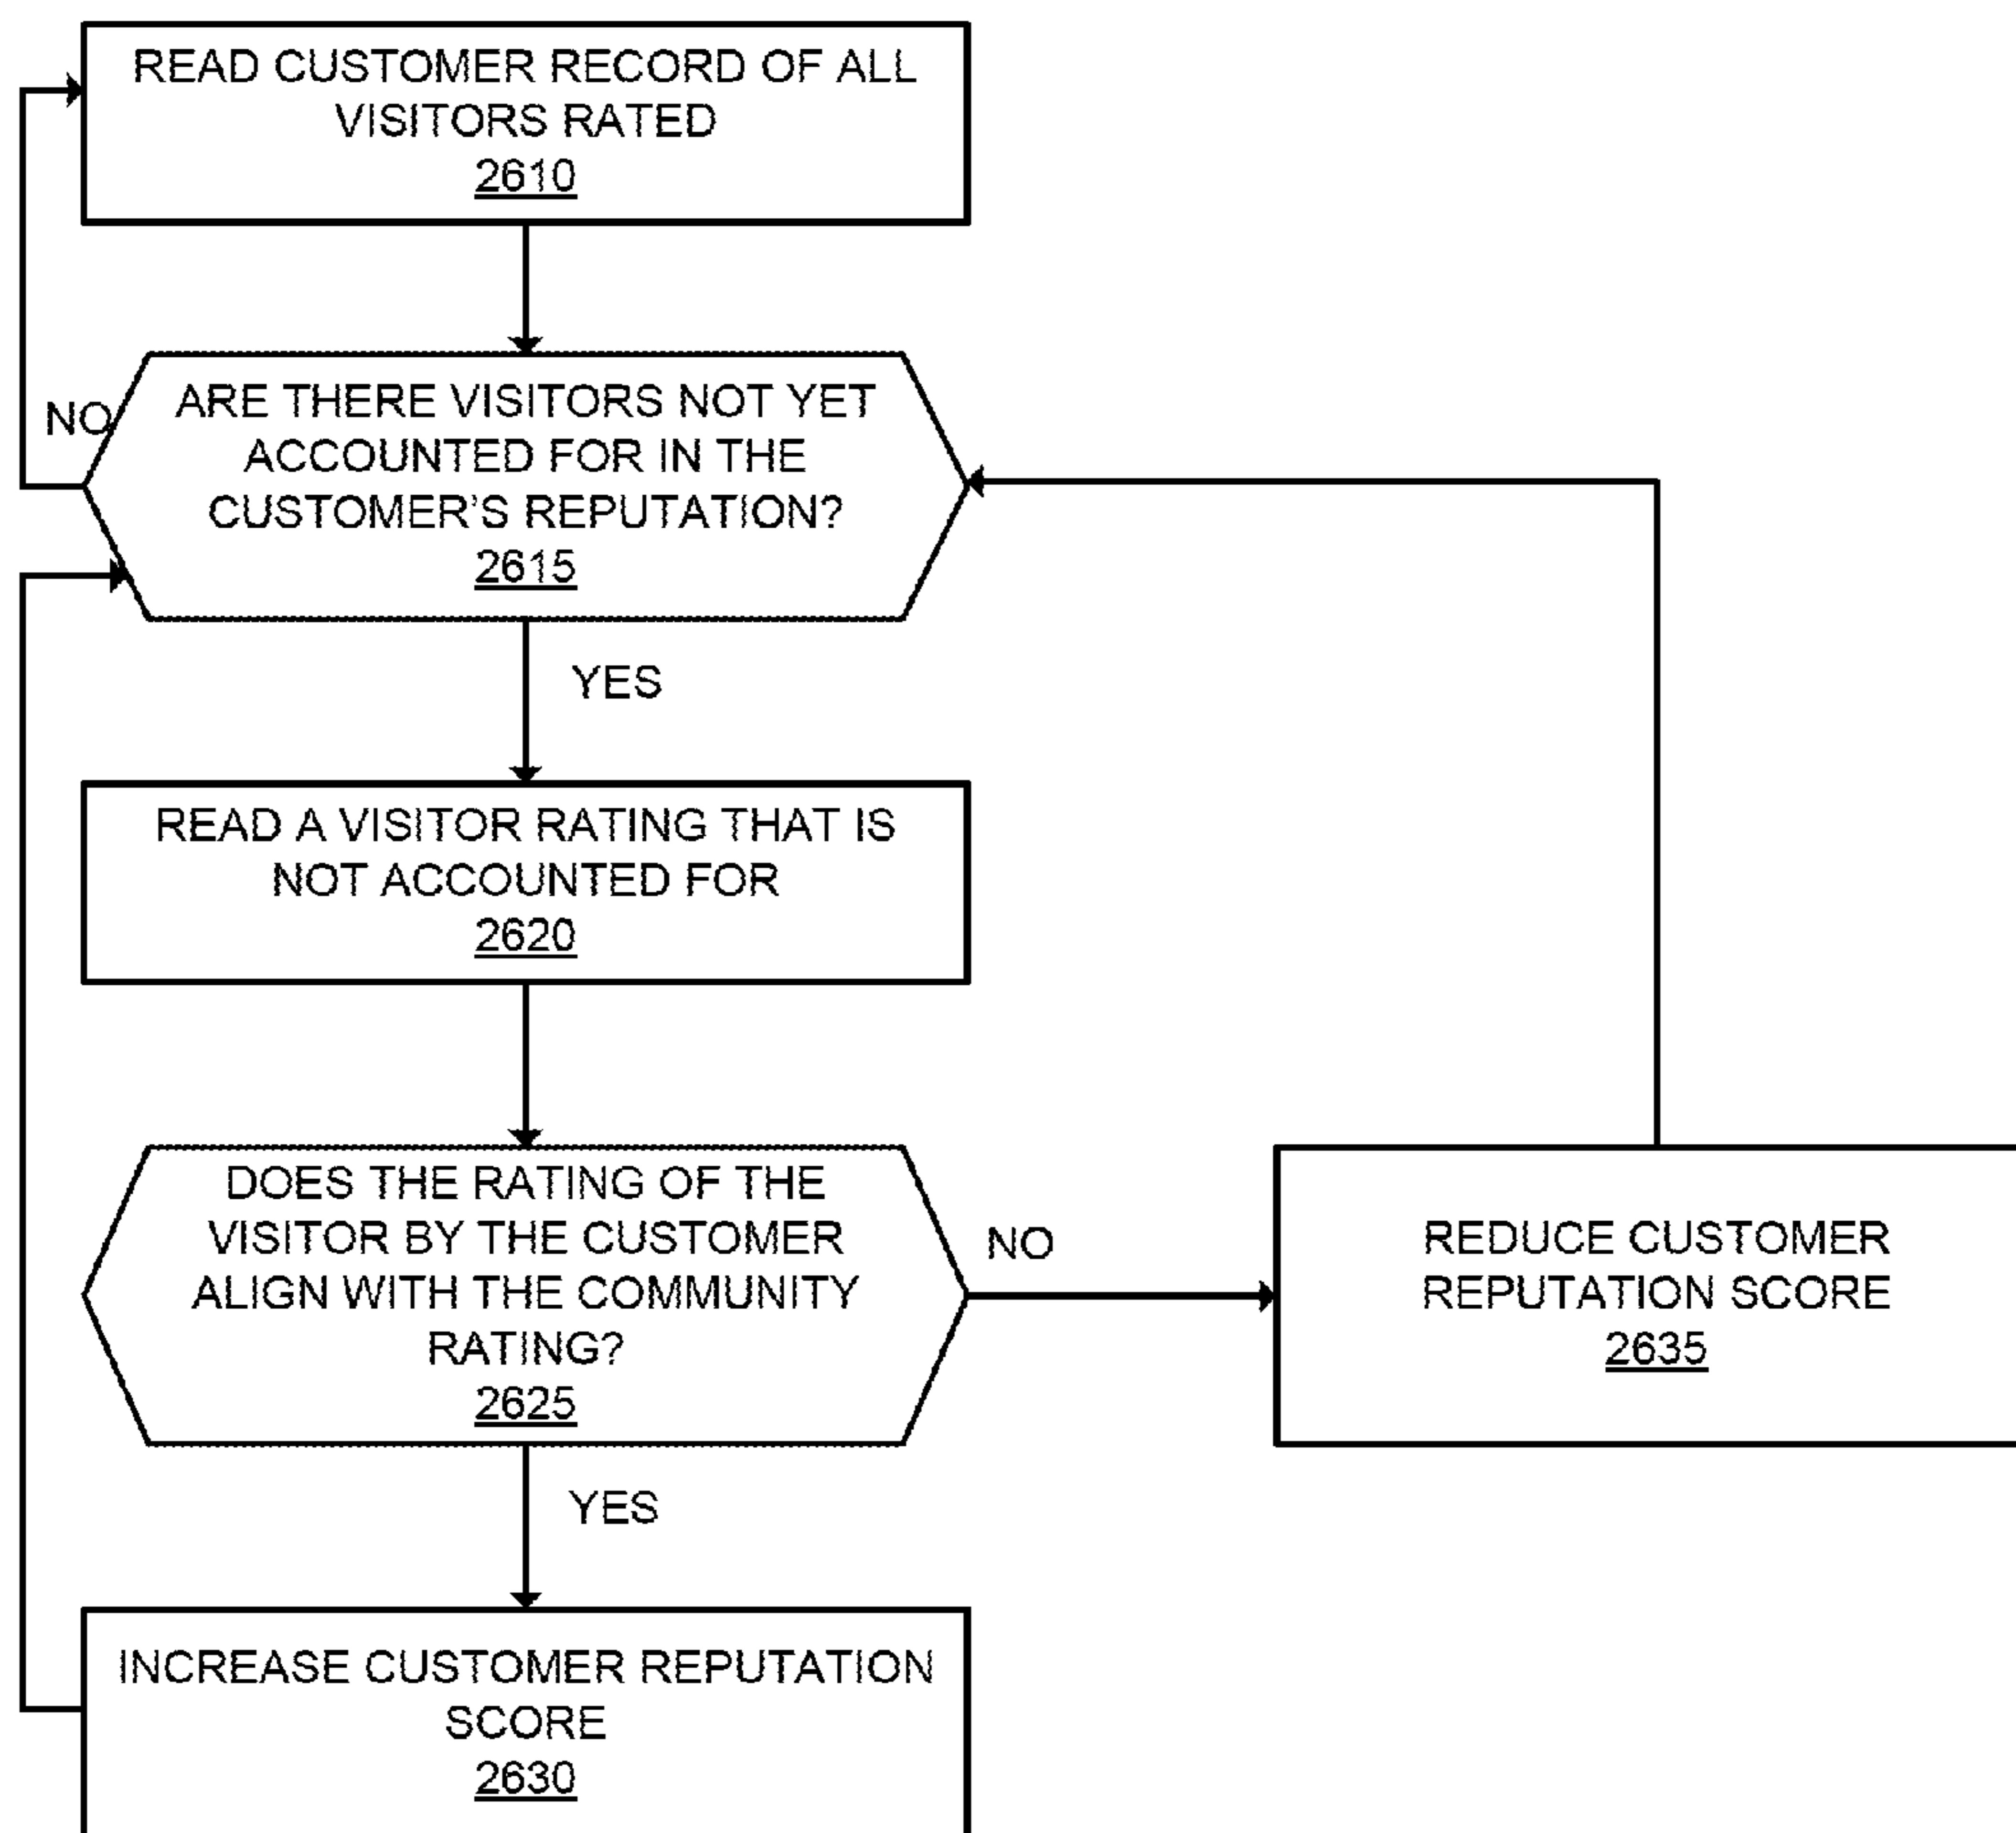 READ CUSTOMER RECORD OF ALL
VISITORS RATED
2610
NO
ARE THERE VISITORS NOT YET
ACCOUNTED FOR IN THE
CUSTOMER'S REPUTATION?
2615
YES
READ A VISITOR RATING THAT IS
NOT ACCOUNTED FOR
2620
DOES THE RATING OF THE
VISITOR BY THE CUSTOMER
ALIGN WITH THE COMMUNITY
RATING?
2625
NO
REDUCE CUSTOMER
REPUTATION SCORE
2635
YES
INCREASE CUSTOMER REPUTATION
SCORE
2630